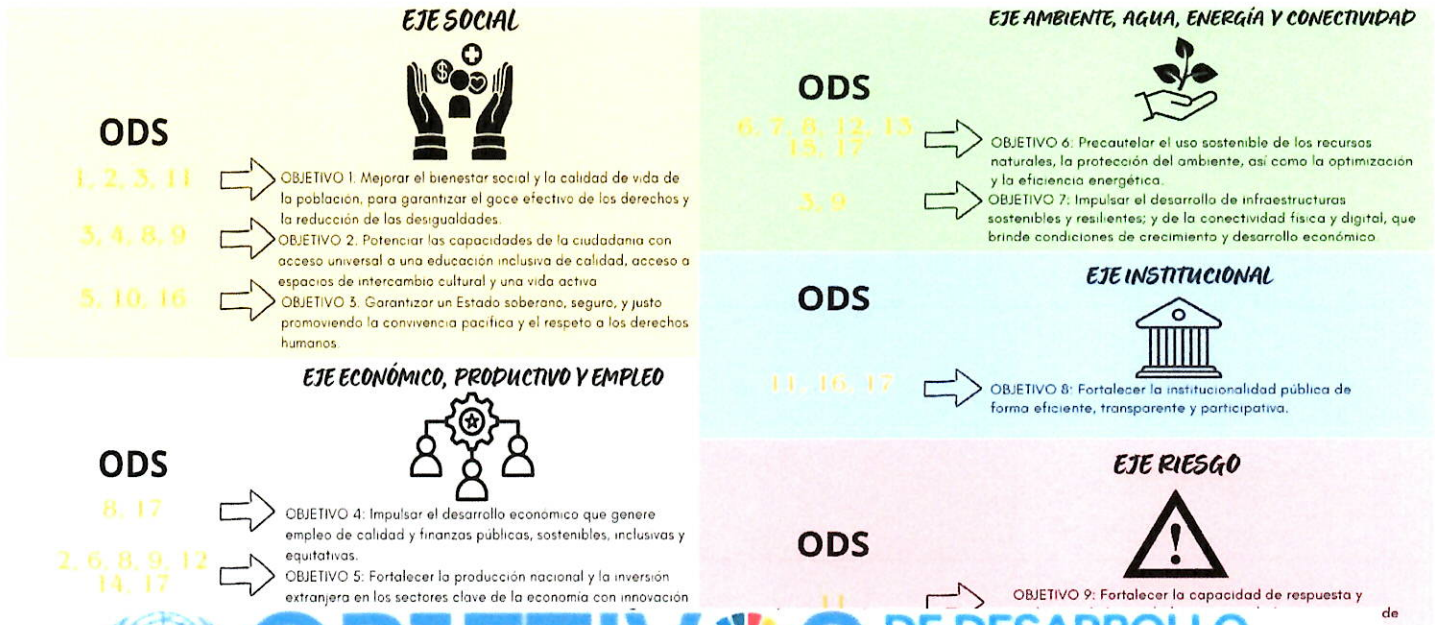 EJE SOCIAL
ODS
1, 2, 3, 11
OBJETIVO 1. Mejorar el bienestar social y la calidad de vida de
la población, para garantizar el goce efectivo de los derechos y
la reducción de las desigualdades.
3, 4, 8, 9
OBJETIVO 2. Potenciar las capacidades de la ciudadanía con
acceso universal a una educación inclusiva de calidad, acceso a
espacios de intercambio cultural y una vida activa
5, 10, 16
OBJETIVO 3. Garantizar un Estado soberano, seguro, y justo
promoviendo la convivencia pacífica y el respeto a los derechos
humanos.
EJE ECONÓMICO, PRODUCTIVO Y EMPLEO
ODS
8, 17
OBJETIVO 4: Impulsar el desarrollo económico que genere
empleo de calidad y finanzas públicas, sostenibles, inclusivas y
equitativas.
2, 6, 8, 9, 12
14, 17
OBJETIVO 5: Fortalecer la producción nacional y la inversión
extranjera en los sectores clave de la economía con innovación
EJE AMBIENTE, AGUA, ENERGÍA Y CONECTIVIDAD
ODS
6, 7, 8, 12, 13
15, 17
OBJETIVO 6: Precautelar el uso sostenible de los recursos
naturales, la protección del ambiente, así como la optimización
y la eficiencia energética.
3, 9
OBJETIVO 7: Impulsar el desarrollo de infraestructuras
sostenibles y resilientes; y de la conectividad física y digital, que
brinde condiciones de crecimiento y desarrollo económico
EJE INSTITUCIONAL
ODS
11, 16, 17
OBJETIVO 8: Fortalecer la institucionalidad pública de
forma eficiente, transparente y participativa.
EJE RIESGO
ODS
11
OBJETIVO 9: Fortalecer la capacidad de respuesta y
de
DE DESARROLLO